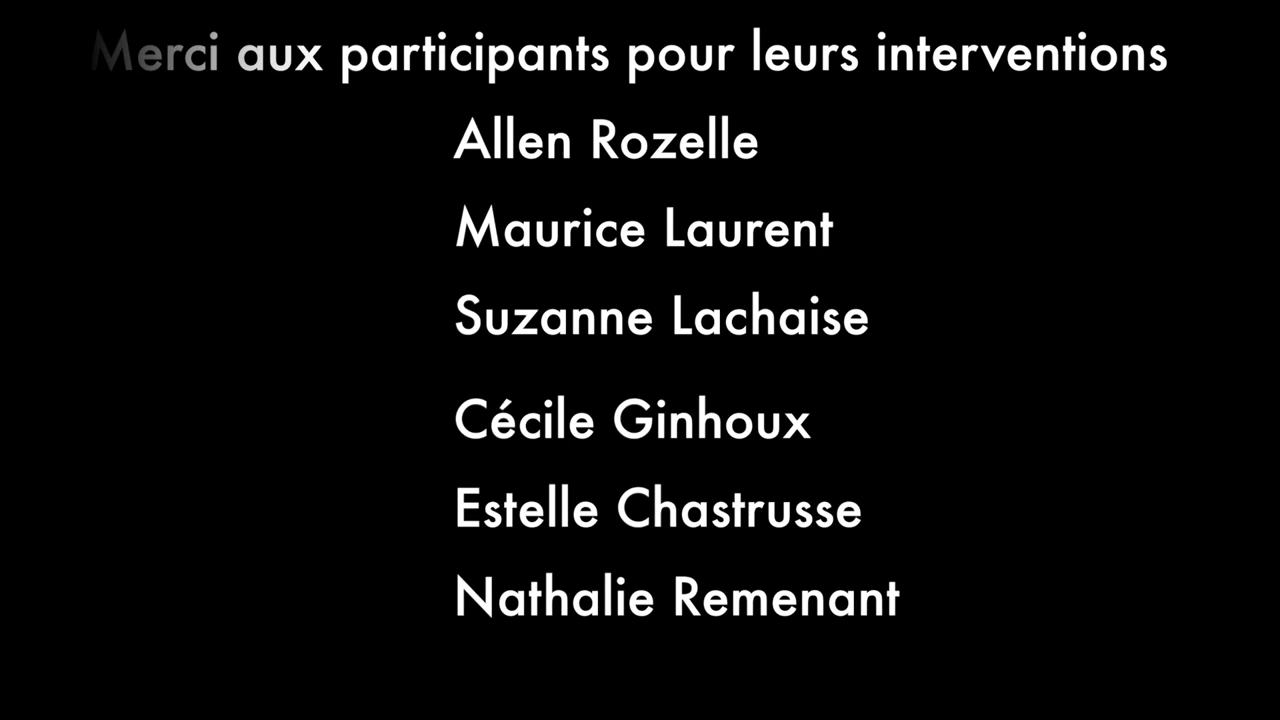 Merci aux participants pour leurs interventions
Allen Rozelle
Maurice Laurent
Suzanne Lachaise
Cécile Ginhoux
Estelle Chastrusse
Nathalie Remenant